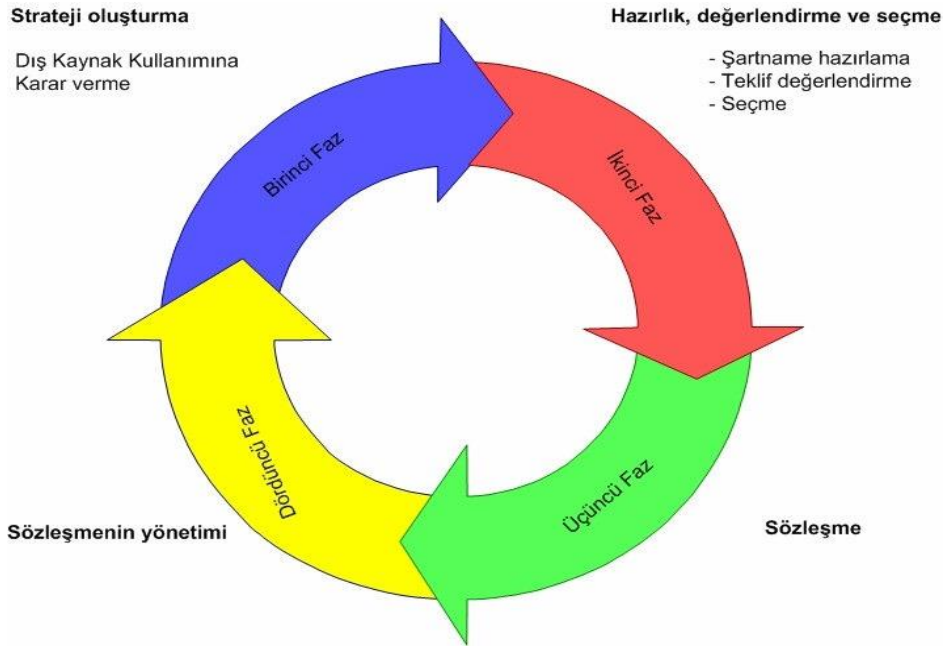 Strateji oluşturma
Dış Kaynak Kullanımına
Karar verme
Hazırlık, değerlendirme ve seçme
- Şartname hazırlama
- Teklif değerlendirme
- Seçme
Birinci Faz
İkinci Faz
Üçüncü Faz
Dördüncü Faz
Sözleşmenin yönetimi
Sözleşme